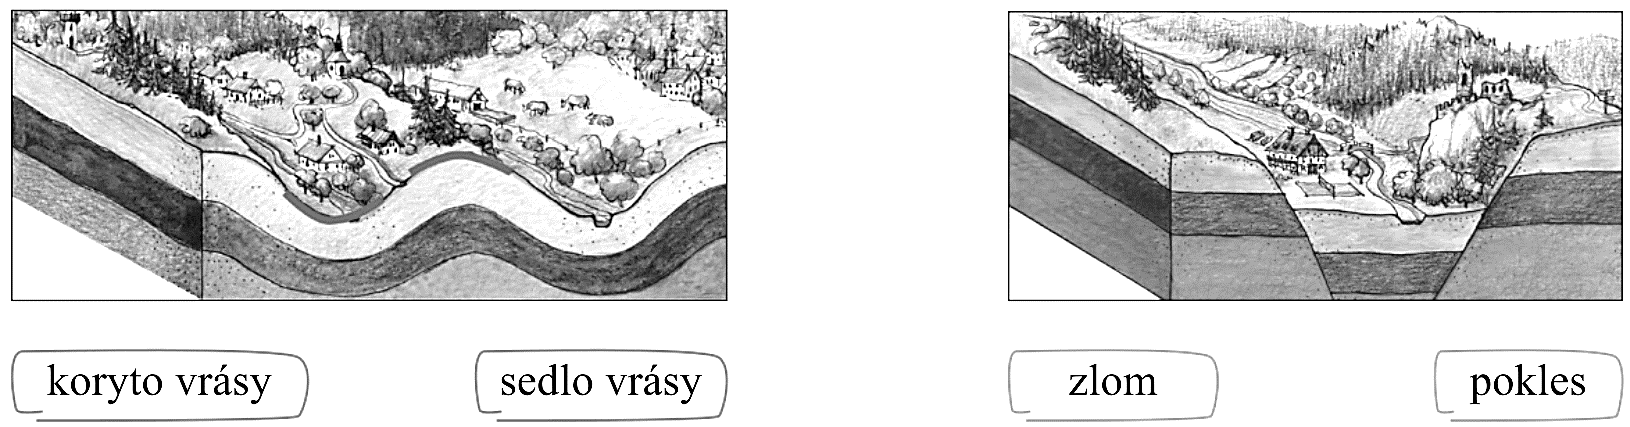 koryto vrásy
sedlo vrásy
zlom
pokles